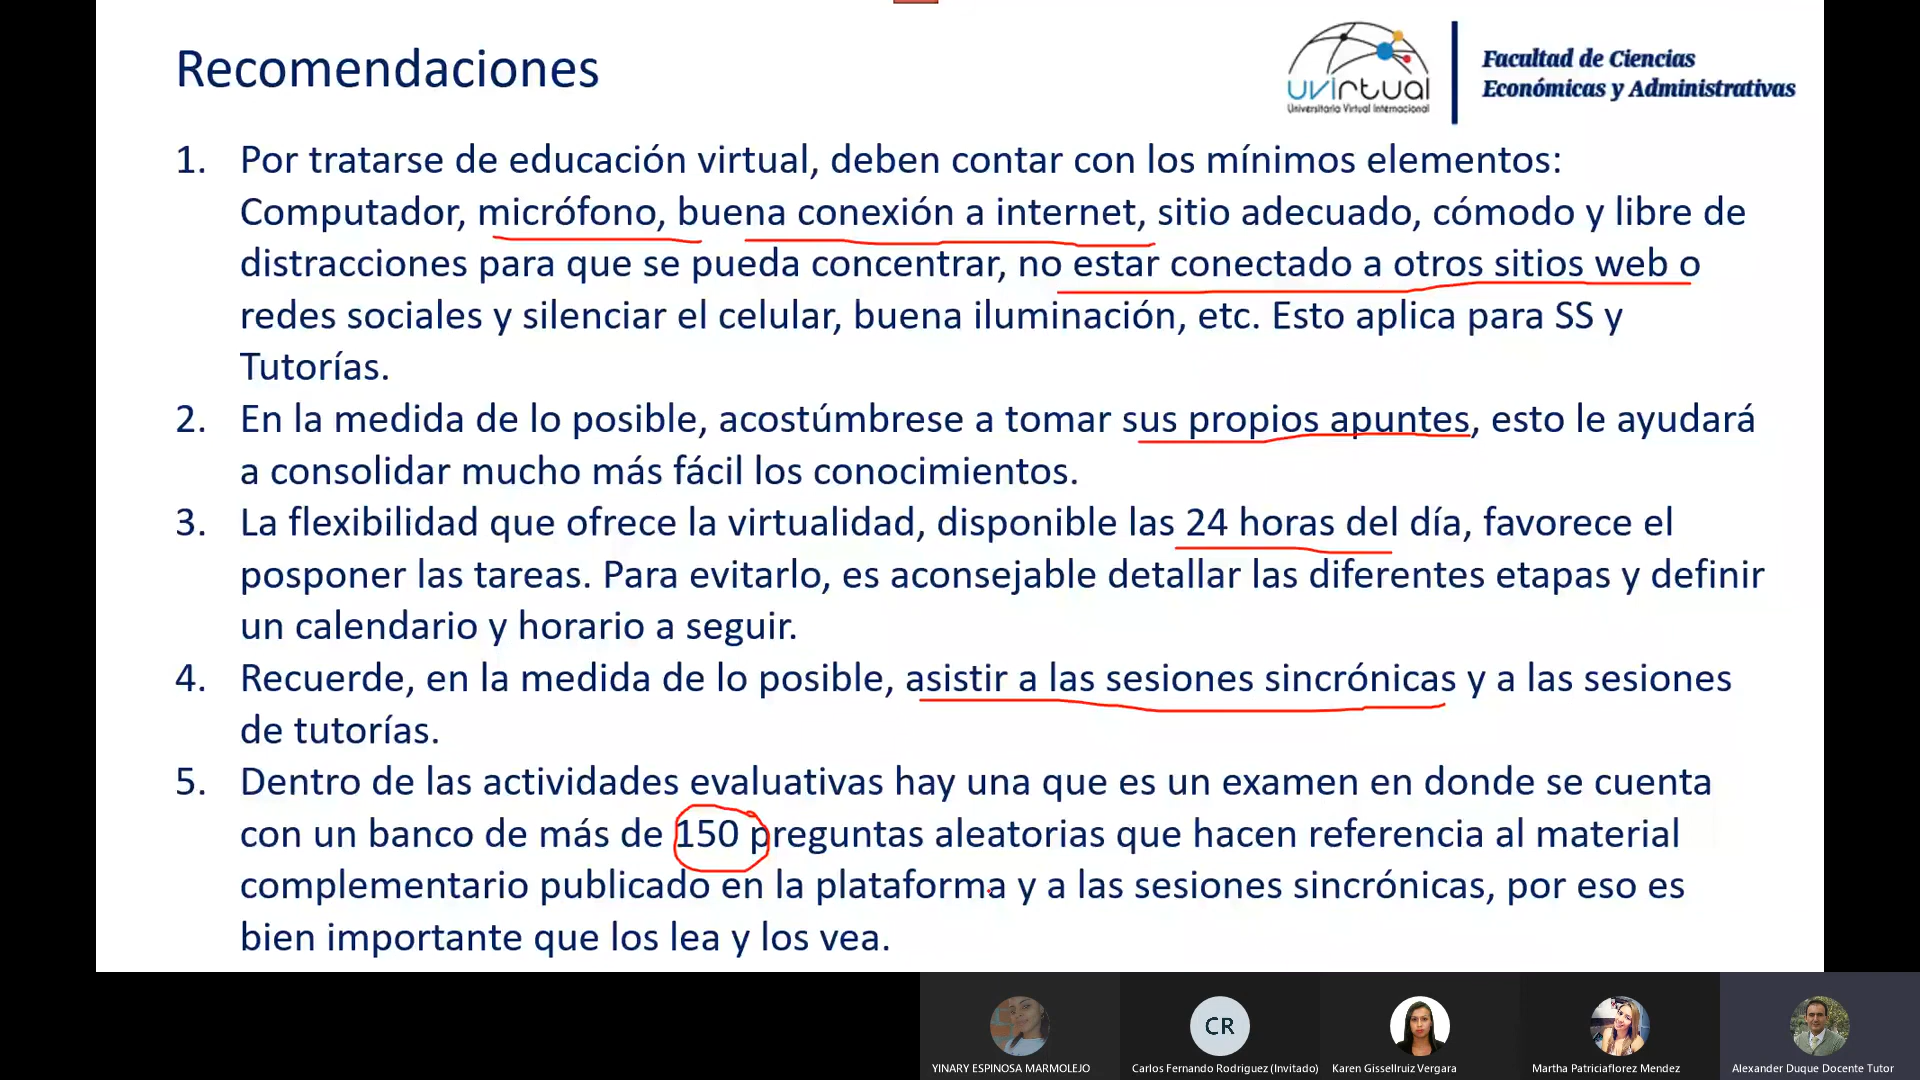 Recomendaciones
uvirtual
Universitaria Virtual Internacional
Facultad de Ciencias
Económicas y Administrativas
1. Por tratarse de educación virtual, deben contar con los mínimos elementos:
Computador, micrófono, buena conexión a internet, sitio adecuado, cómodo y libre de
distracciones para que se pueda concentrar, no estar conectado a otros sitios web o
redes sociales y silenciar el celular, buena iluminación, etc. Esto aplica para SS y
Tutorías.
2. En la medida de lo posible, acostúmbrese a tomar sus propios apuntes, esto le ayudará
a consolidar mucho más fácil los conocimientos.
3. La flexibilidad que ofrece la virtualidad, disponible las 24 horas del día, favorece el
posponer las tareas. Para evitarlo, es aconsejable detallar las diferentes etapas y definir
un calendario y horario a seguir.
4. Recuerde, en la medida de lo posible, asistir a las sesiones sincrónicas y a las sesiones
de tutorías.
5. Dentro de las actividades evaluativas hay una que es un examen en donde se cuenta
con un banco de más de 150 preguntas aleatorias que hacen referencia al material
complementario publicado en la plataforma y a las sesiones sincrónicas, por eso es
bien importante que los lea y los vea.
CR
YINARY ESPINOSA MARMOLEJO
Carlos Fernando Rodriguez (Invitado)
Karen Gissellruiz Vergara
Martha Patriciaflorez Mendez
Alexander Duque Docente Tutor